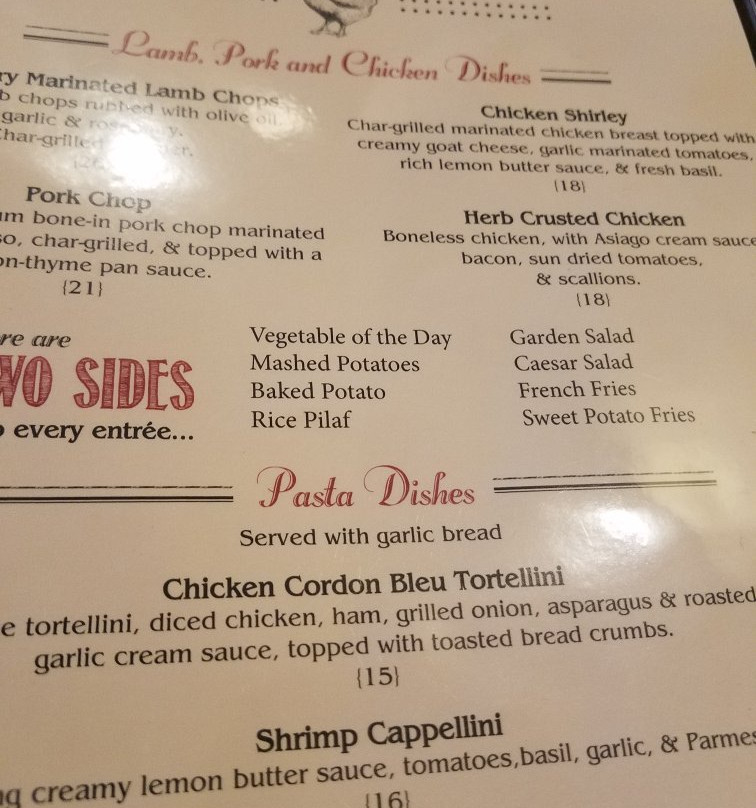 Lamb, Pork and Chicken Dishes
ry Marinated Lamb Chops
b chops rubbed with olive oil,
garlic &
Char-grilled
Pork Chop
um bone-in pork chop marinated
so, char-grilled, & topped with a
on-thyme pan sauce.
{21}
Chicken Shirley
Char-grilled marinated chicken breast topped with
creamy goat cheese, garlic marinated tomatoes,
rich lemon butter sauce, & fresh basil.
{18}
Herb Crusted Chicken
Boneless chicken, with Asiago cream sauce
bacon, sun dried tomatoes,
& scallions.
{18}
re are
WO SIDES
o every entrée...
Vegetable of the Day
Mashed Potatoes
Baked Potato
Rice Pilaf
Garden Salad
Caesar Salad
French Fries
Sweet Potato Fries
Pasta Dishes
Served with garlic bread
Chicken Cordon Bleu Tortellini
e tortellini, diced chicken, ham, grilled onion, asparagus & roasted
garlic cream sauce, topped with toasted bread crumbs.
{15}
Shrimp Cappellini
ng creamy lemon butter sauce, tomatoes,basil, garlic, & Parmes
{16}